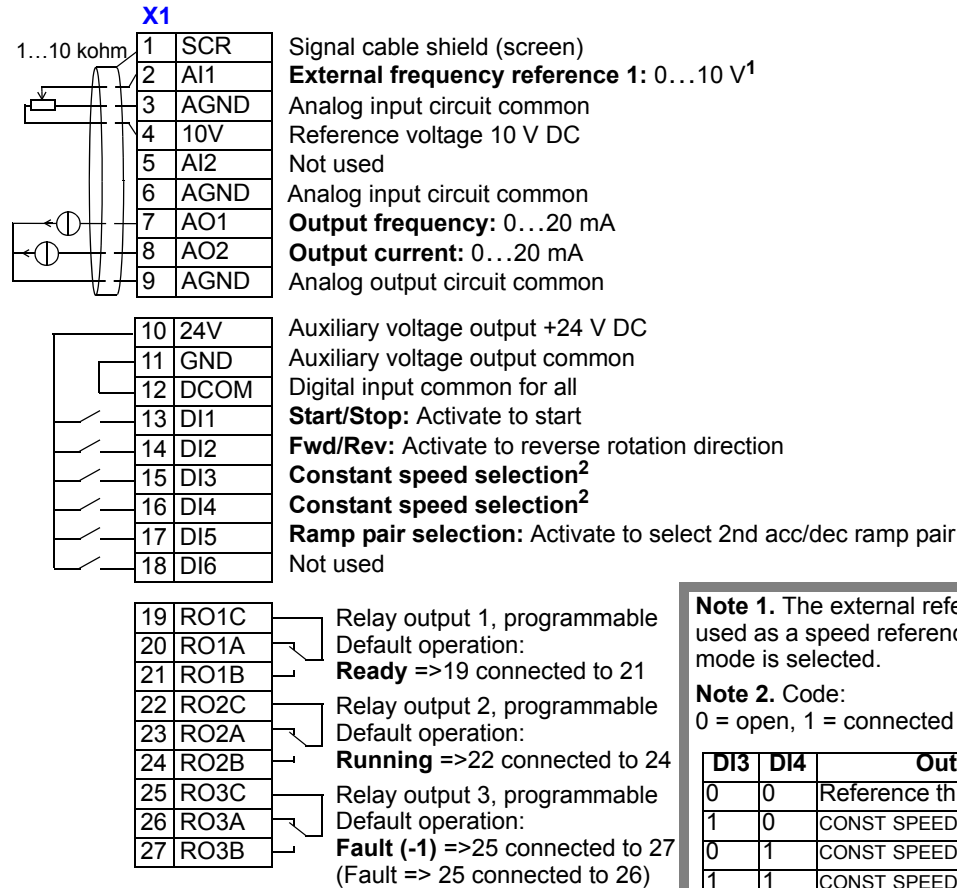 X1
1…10 kohm
1 SCR Signal cable shield (screen)
2 AI1 External frequency reference 1: 0…10 V1
3 AGND Analog input circuit common
4 10V Reference voltage 10 V DC
5 AI2 Not used
6 AGND Analog input circuit common
7 AO1 Output frequency: 0…20 mA
8 AO2 Output current: 0…20 mA
9 AGND Analog output circuit common
10 24V Auxiliary voltage output +24 V DC
11 GND Auxiliary voltage output common
12 DCOM Digital input common for all
13 DI1 Start/Stop: Activate to start
14 DI2 Fwd/Rev: Activate to reverse rotation direction
15 DI3 Constant speed selection2
16 DI4 Constant speed selection2
17 DI5 Ramp pair selection: Activate to select 2nd acc/dec ramp pair
18 DI6 Not used
19 RO1C Relay output 1, programmable
20 RO1A Default operation:
21 RO1B Ready =>19 connected to 21
22 RO2C Relay output 2, programmable
23 RO2A Default operation:
24 RO2B Running =>22 connected to 24
25 RO3C Relay output 3, programmable
26 RO3A Default operation:
27 RO3B Fault (-1) =>25 connected to 27
(Fault => 25 connected to 26)
Note 1. The external refe
used as a speed referenc
mode is selected.
Note 2. Code:
0 = open, 1 = connected
DI3 DI4 Out
0 0 Reference th
1 0 CONST SPEED
0 1 CONST SPEED
1 1 CONST SPEED